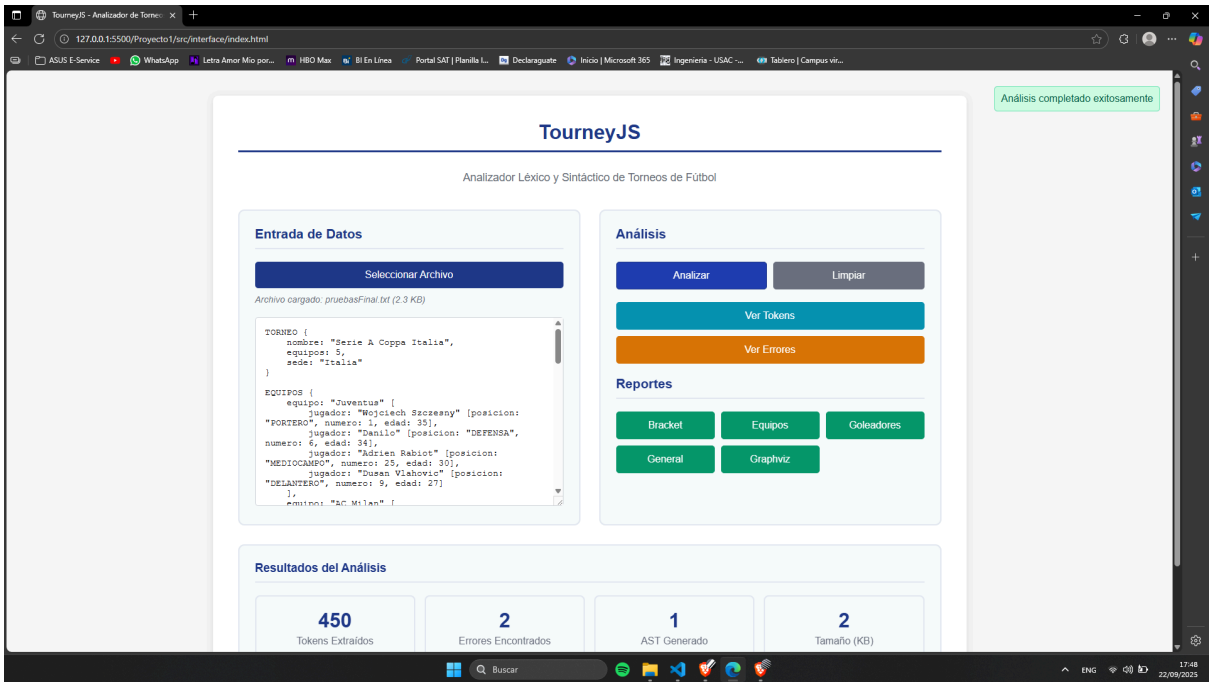 TourneyJS - Analizador de Torneo
127.0.0.1:5500/Proyecto1/src/interface/index.html
ASUS E-Service WhatsApp Letra Amor Mio por... HBO Max BI En Línea Portal SAT | Planilla I... Declaraguate Inicio | Microsoft 365 Ingenieria - USAC -... Tablero | Campus vir...
Análisis completado exitosamente
TourneyJS
Analizador Léxico y Sintáctico de Torneos de Fútbol
Entrada de Datos
Seleccionar Archivo
Archivo cargado: pruebasFinal.txt (2.3 KB)
TORNEO {
nombre: "Serie A Coppa Italia",
equipos: 5,
sede: "Italia"
}
EQUIPOS {
equipo: "Juventus" [
jugador: "Wojciech Szczesny" [posicion:
"PORTERO", numero: 1, edad: 35],
jugador: "Danilo" [posicion: "DEFENSA",
numero: 6, edad: 34],
jugador: "Adrien Rabiot" [posicion:
"MEDIOCAMPO", numero: 25, edad: 30],
jugador: "Dusan Vlahovic" [posicion:
"DELANTERO", numero: 9, edad: 27]
],
equipo: "AC Milan" [
Análisis
Analizar Limpiar
Ver Tokens
Ver Errores
Reportes
Bracket Equipos Goleadores
General Graphviz
Resultados del Análisis
450 2 1 2
Tokens Extraídos Errores Encontrados AST Generado Tamaño (KB)
Buscar
ENG
17:48
22/09/2025